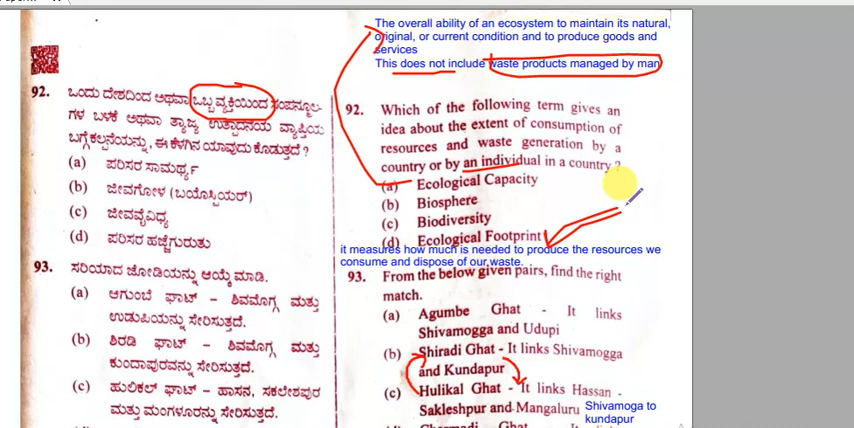 The overall ability of an ecosystem to maintain its natural,
original, or current condition and to produce goods and
services
This does not include waste products managed by man
92. ಒಂದು ದೇಶದಿಂದ ಅಥವಾ ಒಬ್ಬ ವ್ಯಕ್ತಿಯಿಂದ ಸಂಪನ್ಮೂಲ-
ಗಳ ಬಳಕೆ ಅಥವಾ ತ್ಯಾಜ್ಯ ಉತ್ಪಾದನೆಯ ವ್ಯಾಪ್ತಿಯ
ಬಗ್ಗೆ ಕಲ್ಪನೆಯನ್ನು, ಈ ಕೆಳಗಿನ ಯಾವುದು ಕೊಡುತ್ತದೆ ?
(a) ಪರಿಸರ ಸಾಮರ್ಥ್ಯ
(b) ಜೀವಗೋಳ (ಬಯೊಸ್ಪಿಯರ್)
(c) ಜೀವವೈವಿಧ್ಯ
(d) ಪರಿಸರ ಹೆಜ್ಜೆಗುರುತು
93. ಸರಿಯಾದ ಜೋಡಿಯನ್ನು ಆಯ್ಕೆ ಮಾಡಿ.
(a) ಆಗುಂಬೆ ಘಾಟ್ – ಶಿವಮೊಗ್ಗ ಮತ್ತು
ಉಡುಪಿಯನ್ನು ಸೇರಿಸುತ್ತದೆ.
(b) ಶಿರಡಿ ಘಾಟ್ – ಶಿವಮೊಗ್ಗ ಮತ್ತು
ಕುಂದಾಪುರವನ್ನು ಸೇರಿಸುತ್ತದೆ.
(c) ಹುಲಿಕಲ್ ಘಾಟ್ – ಹಾಸನ, ಸಕಲೇಶಪುರ
ಮತ್ತು ಮಂಗಳೂರನ್ನು ಸೇರಿಸುತ್ತದೆ.
92. Which of the following term gives an
idea about the extent of consumption of
resources and waste generation by a
country or by an individual in a country ?
(a) Ecological Capacity
(b) Biosphere
(c) Biodiversity
(d) Ecological Footprint
it measures how much is needed to produce the resources we
consume and dispose of our waste.
93. From the below given pairs, find the right
match.
(a) Agumbe Ghat - It links
Shivamogga and Udupi
(b) Shiradi Ghat - It links Shivamogga
and Kundapur
(c) Hulikal Ghat - It links Hassan -
Sakleshpur and Mangaluru
Shivamoga to
kundapur